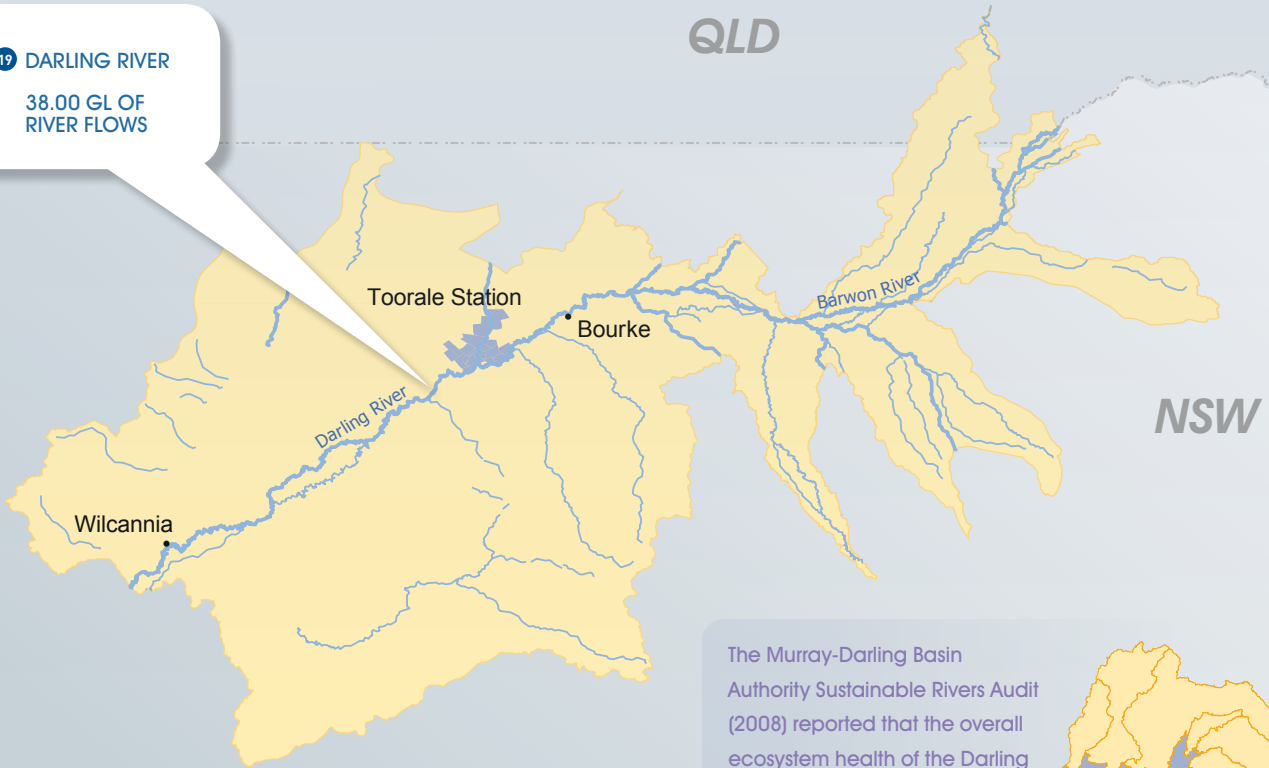 QLD
19 DARLING RIVER
38.00 GL OF
RIVER FLOWS
Toorale Station
Barwon River
Bourke
Darling River
NSW
Wilcannia
The Murray-Darling Basin
Authority Sustainable Rivers Audit
(2008) reported that the overall
ecosystem health of the Darling